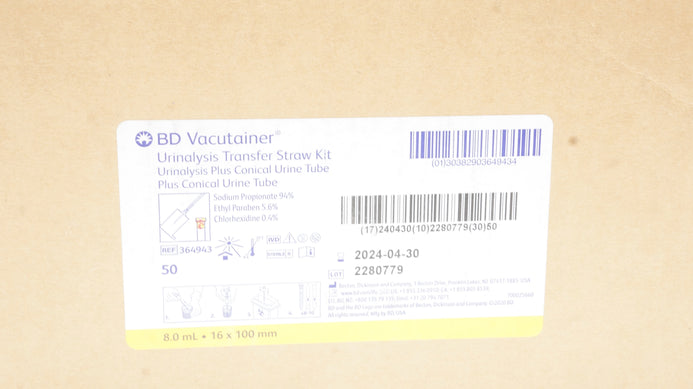 BD Vacutainer®
Urinalysis Transfer Straw Kit
Urinalysis Plus Conical Urine Tube
Plus Conical Urine Tube
Sodium Propionate 94%
Ethyl Paraben 5.6%
Chlorhexidine 0.4%
REF 364943
IVD
50
(01)30382903649434
(17)240430(10)2280779(30)50
2024-04-30
LOT 2280779
8.0 mL • 16 x 100 mm